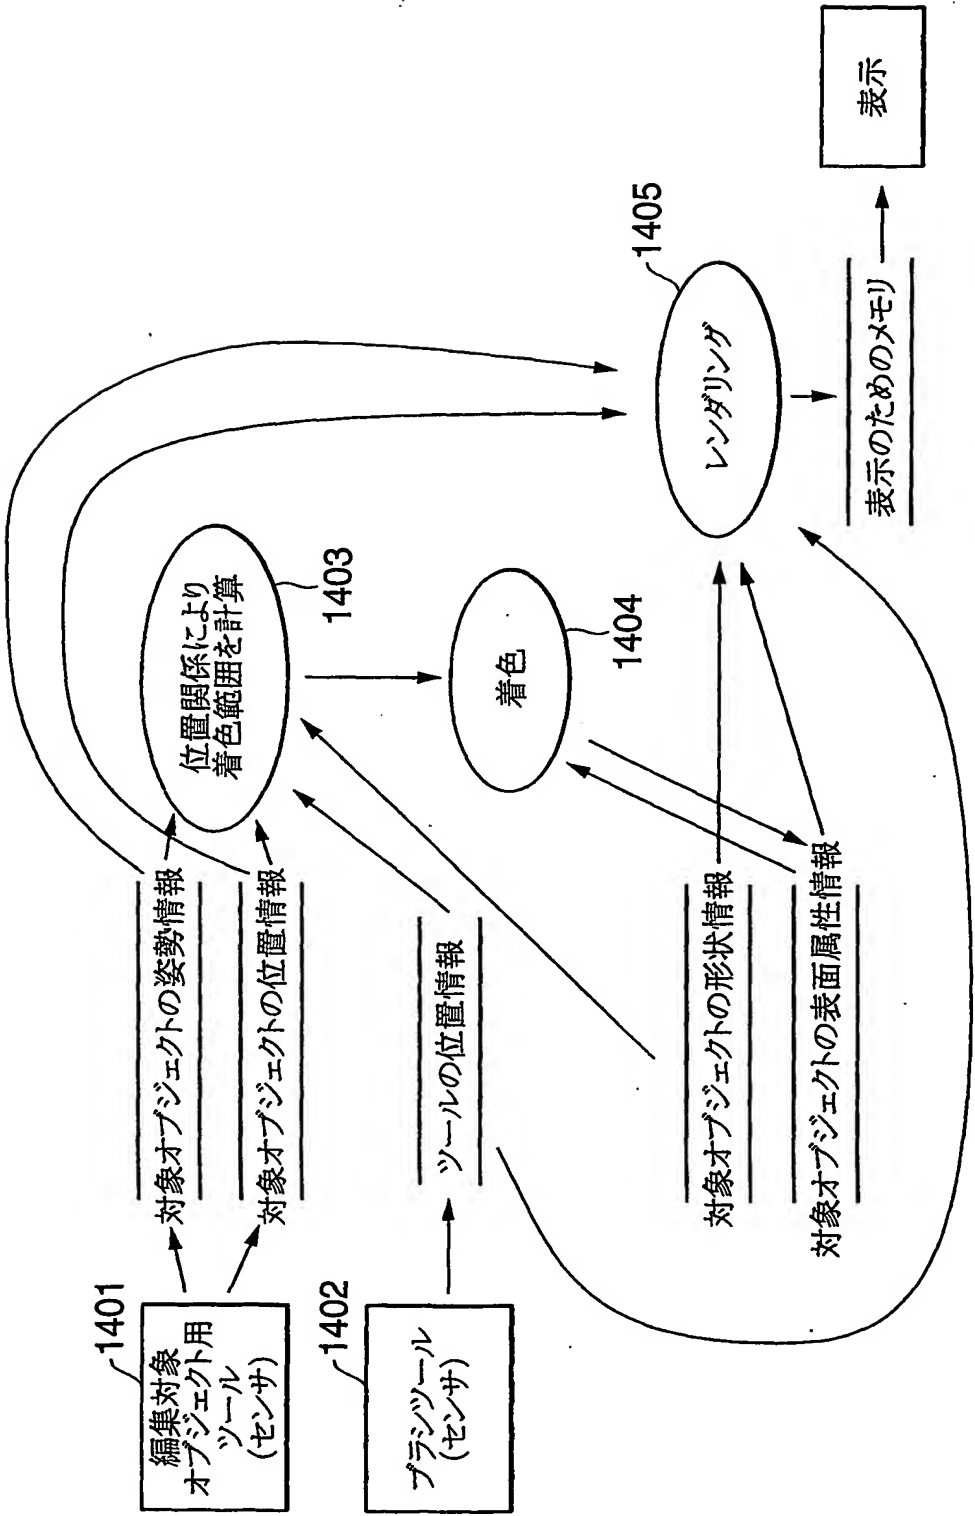 1401
編集対象
オブジェクト用
ツール
(センサ)
1402
ブラシツール
(センサ)
対象オブジェクトの姿勢情報
対象オブジェクトの位置情報
ツールの位置情報
対象オブジェクトの形状情報
対象オブジェクトの表面属性情報
位置関係により
着色範囲を計算
1403
着色
1404
レンダリング
1405
表示のためのメモリ
表示